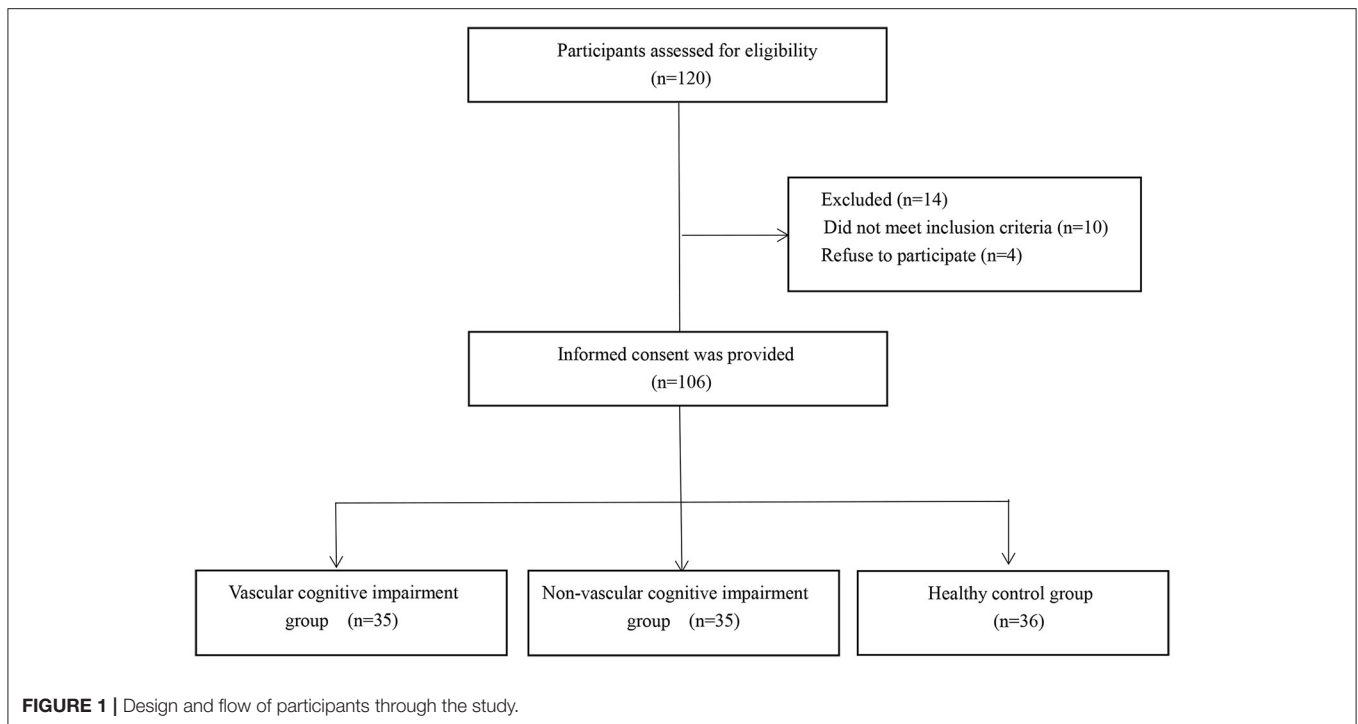 Participants assessed for eligibility
(n=120)
Excluded (n=14)
Did not meet inclusion criteria (n=10)
Refuse to participate (n=4)
Informed consent was provided
(n=106)
Vascular cognitive impairment
group (n=35)
Non-vascular cognitive impairment
group (n=35)
Healthy control group
(n=36)
FIGURE 1 | Design and flow of participants through the study.